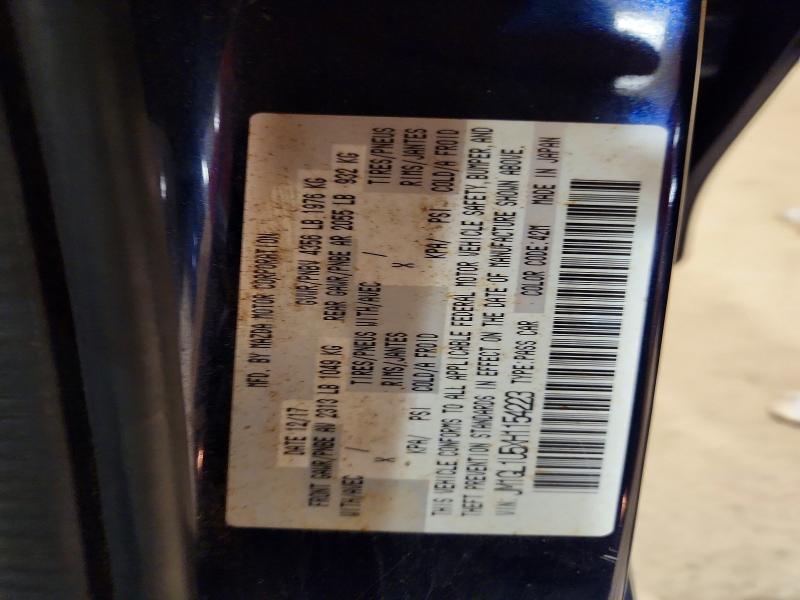 MFD. BY MAZDA MOTOR CORPORATION
DATE 12/17 GVWR/PNBV 4356 LB 1976 KG
FRONT GAWR/PNBE AV 2313 LB 1049 KG REAR GAWR/PNBE AR 2055 LB 932 KG
WITH/AVEC / TIRES/PNEUS WITH/AVEC / TIRES/PNEUS
X RIMS/JANTES X RIMS/JANTES
KPA/ PSI COLD/A FROID KPA/ PSI COLD/A FROID
THIS VEHICLE CONFIRMS TO ALL APPLICABLE FEDERAL MOTOR VEHICLE SAFETY, BUMPER, AND
THEFT PREVENTION STANDARDS IN EFFECT ON THE DATE OF MANUFACTURE SHOWN ABOVE.
VIN: TYPE:PASS CAR COLOR CODE:42M MADE IN JAPAN